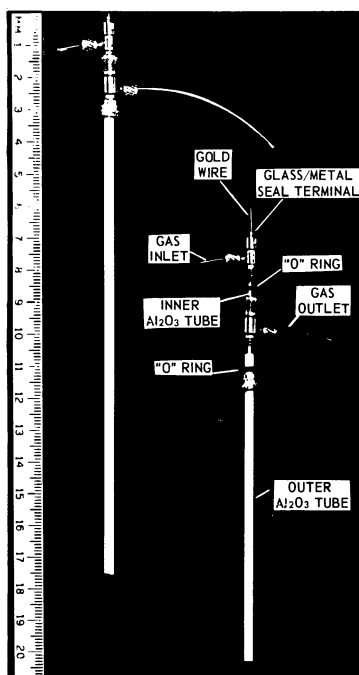 MM
1
2
3
4
5
6
7
8
9
10
11
12
13
14
15
16
17
18
19
20
GOLD
WIRE
GLASS/METAL
SEAL TERMINAL
GAS
INLET
"O" RING
INNER
Al2O3 TUBE
GAS
OUTLET
"O" RING
OUTER
Al2O3 TUBE